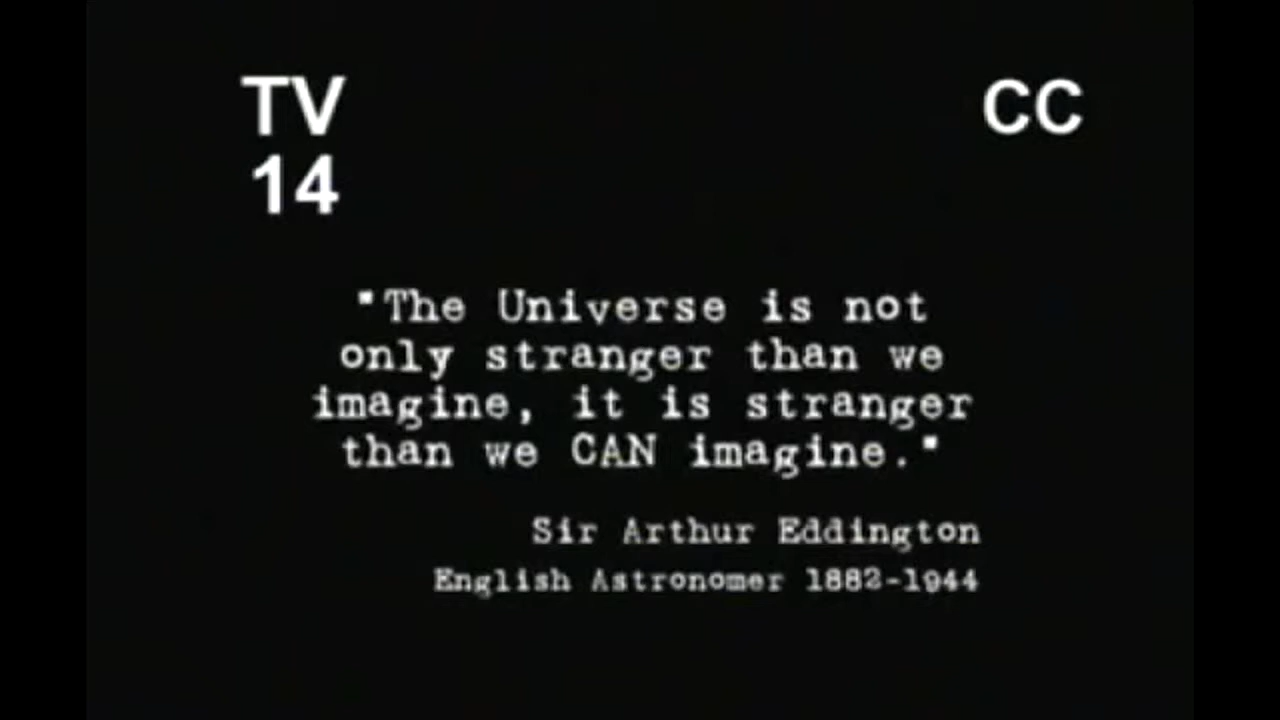 TV
14
CC
"The Universe is not
only stranger than we
imagine, it is stranger
than we CAN imagine."
Sir Arthur Eddington
English Astronomer 1882-1944